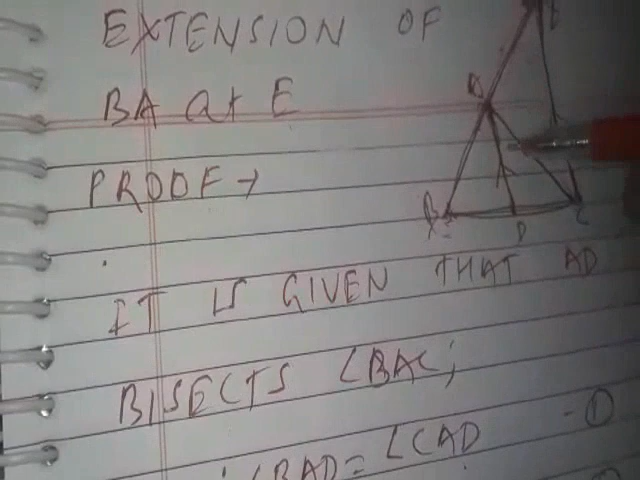 EXTENSION OF
BA at E
PROOF →
IT IS GIVEN THAT AD
BISECTS ∠BAC;
∠BAD = ∠CAD -①
A
B
D
C
E